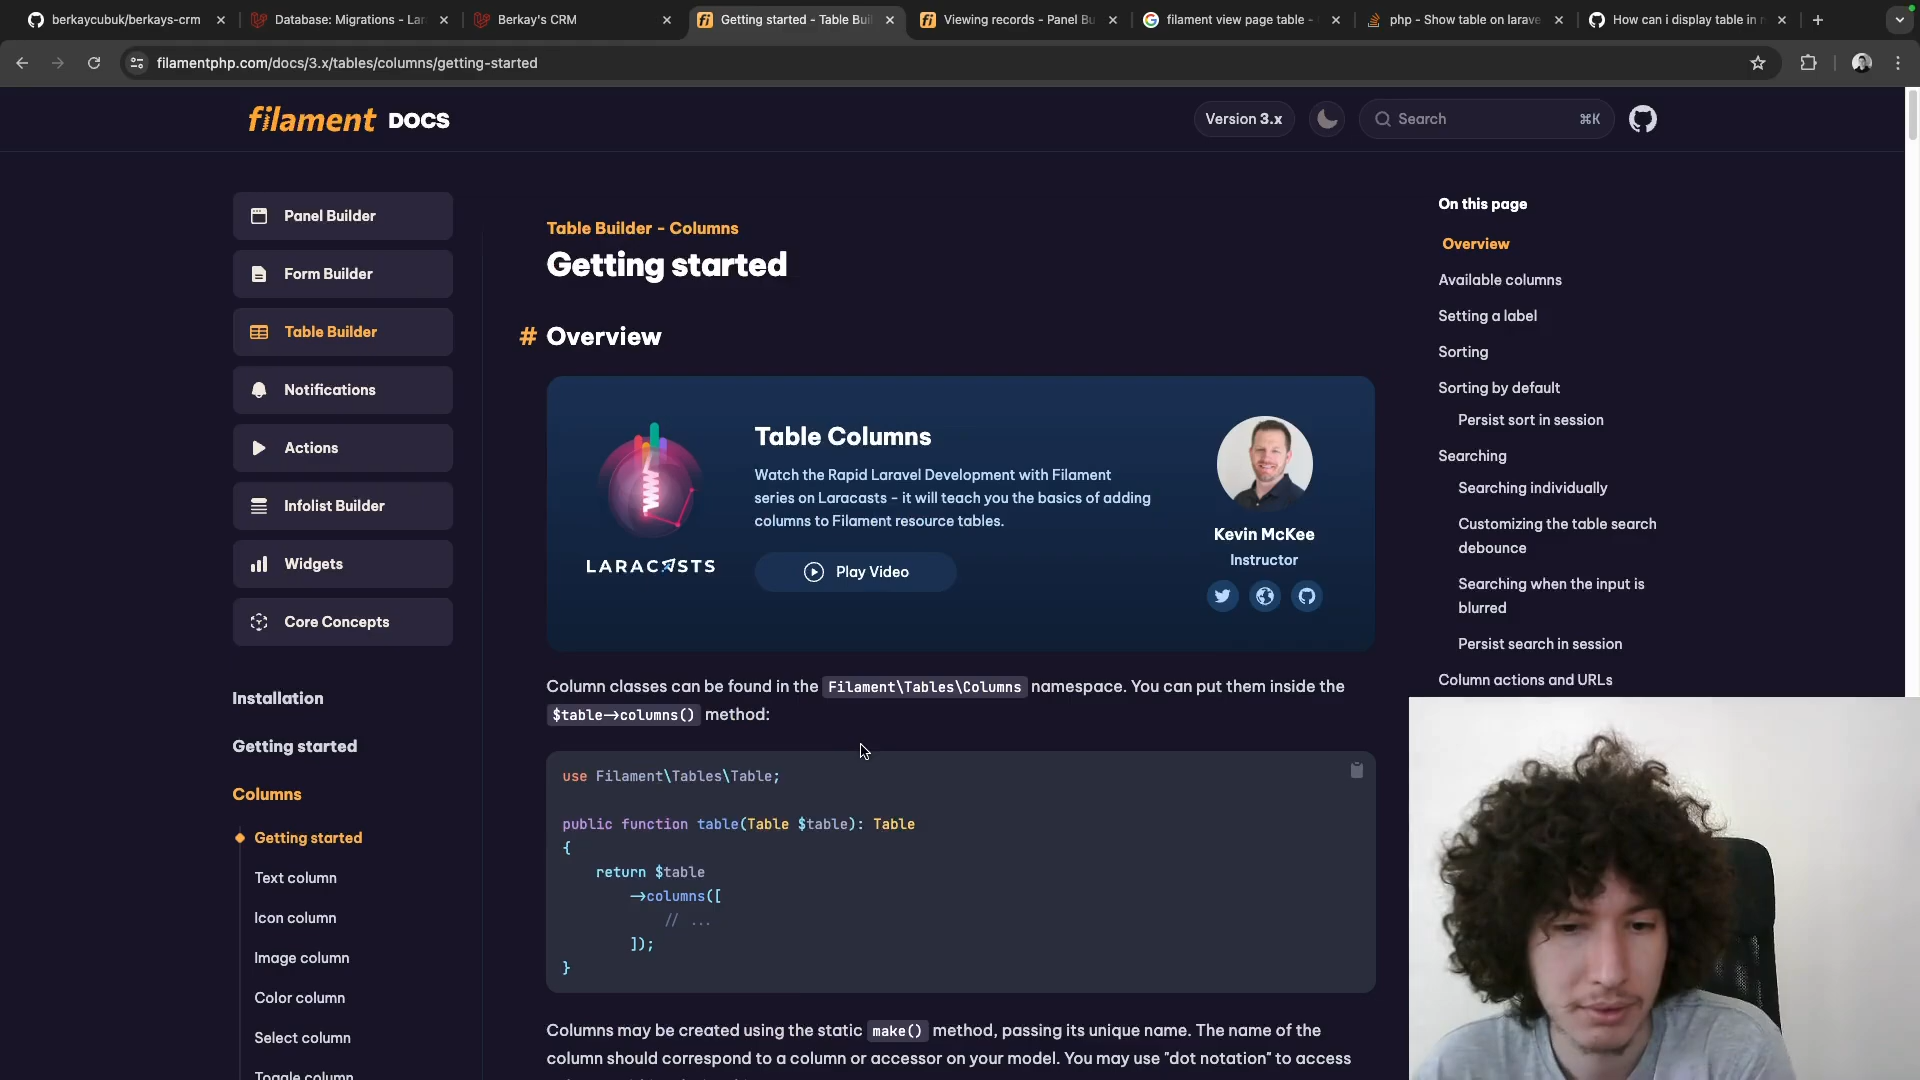 berkaycubuk/berkays-crm
Database: Migrations - La
Berkay's CRM
Getting started - Table Buil
Viewing records - Panel Bu
filament view page table -
php - Show table on larave
How can i display table in
filamentphp.com/docs/3.x/tables/columns/getting-started
filament DOCS
Version 3.x
Search
⌘K
Panel Builder
Form Builder
Table Builder
Notifications
Actions
Infolist Builder
Widgets
Core Concepts
Installation
Getting started
Columns
Getting started
Text column
Icon column
Image column
Color column
Select column
Toggle column
Table Builder - Columns
Getting started
# Overview
LARACASTS
Table Columns
Watch the Rapid Laravel Development with Filament
series on Laracasts - it will teach you the basics of adding
columns to Filament resource tables.
Play Video
Kevin McKee
Instructor
Column classes can be found in the Filament\Tables\Columns namespace. You can put them inside the
$table->columns() method:
use Filament\Tables\Table;
public function table(Table $table): Table
{
return $table
->columns([
// ...
]);
}
Columns may be created using the static make() method, passing its unique name. The name of the
column should correspond to a column or accessor on your model. You may use "dot notation" to access
On this page
Overview
Available columns
Setting a label
Sorting
Sorting by default
Persist sort in session
Searching
Searching individually
Customizing the table search
debounce
Searching when the input is
blurred
Persist search in session
Column actions and URLs